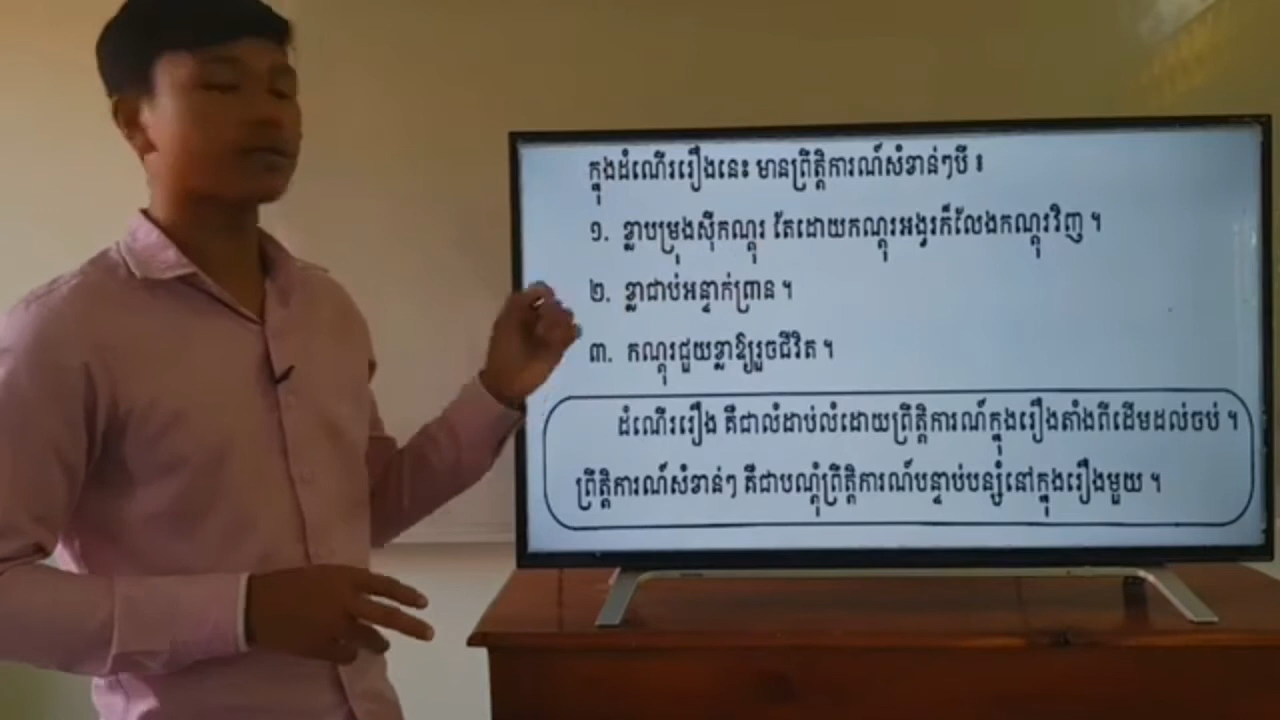 ក្នុងដំណើររឿងនេះ មានព្រឹត្តិការណ៍សំខាន់ៗបី ៖
១. ខ្លាបម្រុងស៊ីកណ្ដុរ តែដោយកណ្ដុរអង្វរក៏លែងកណ្ដុរវិញ ។
២. ខ្លាជាប់អន្ទាក់ព្រាន ។
៣. កណ្ដុរជួយខ្លាឱ្យរួចជីវិត ។
ដំណើររឿង គឺជាលំដាប់លំដោយព្រឹត្តិការណ៍ក្នុងរឿងតាំងពីដើមដល់ចប់ ។
ព្រឹត្តិការណ៍សំខាន់ៗ គឺជាបណ្ដុំព្រឹត្តិការណ៍បន្ទាប់បន្សំនៅក្នុងរឿងមួយ ។